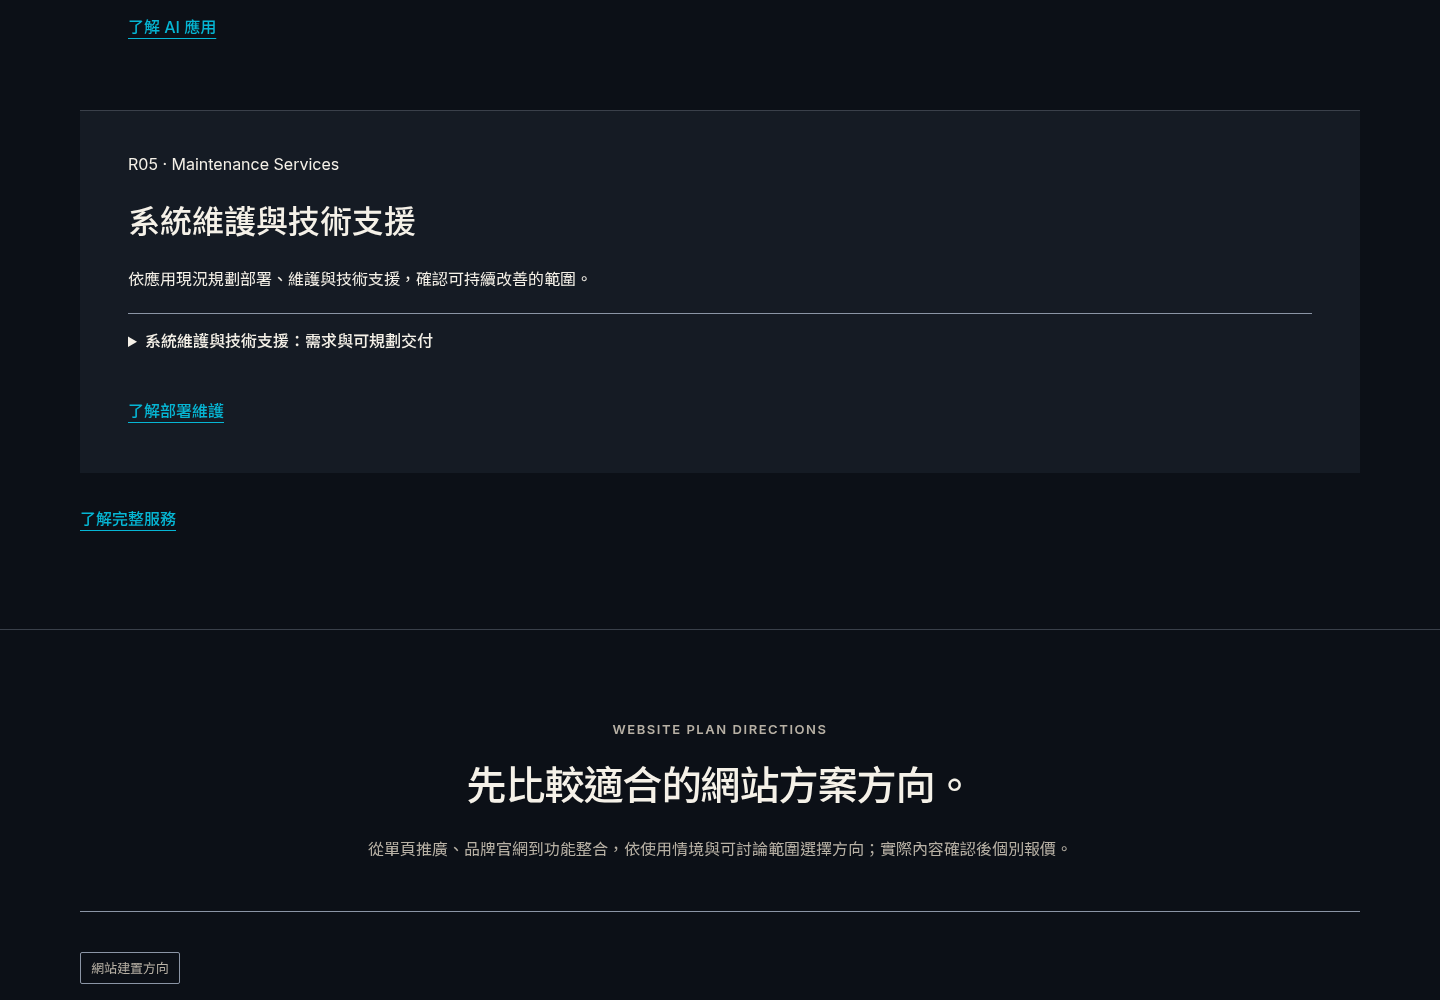 了解 AI 應用
R05 · Maintenance Services
系統維護與技術支援
依應用現況規劃部署、維護與技術支援，確認可持續改善的範圍。
系統維護與技術支援：需求與可規劃交付
了解部署維護
了解完整服務
WEBSITE PLAN DIRECTIONS
先比較適合的網站方案方向。
從單頁推廣、品牌官網到功能整合，依使用情境與可討論範圍選擇方向；實際內容確認後個別報價。
網站建置方向